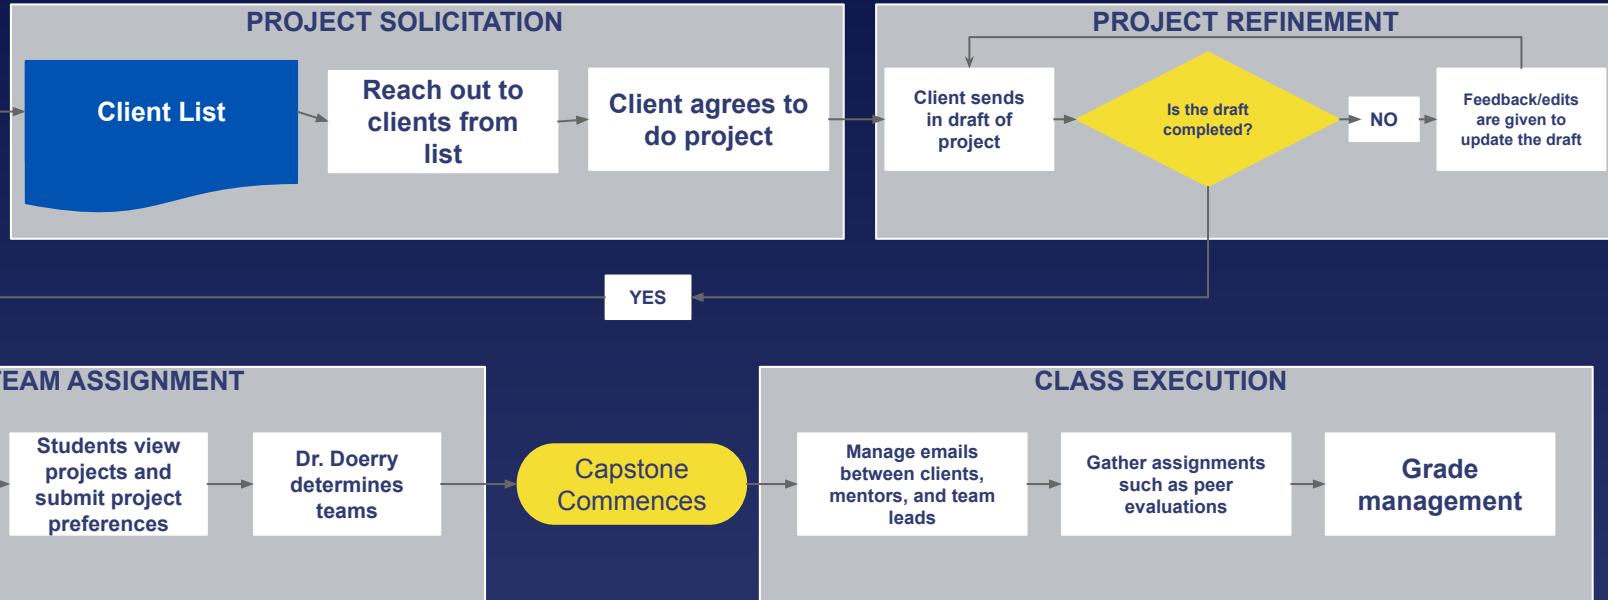 PROJECT SOLICITATION
Client List
Reach out to
clients from
list
Client agrees to
do project
PROJECT REFINEMENT
Client sends
in draft of
project
Is the draft
completed?
NO
Feedback/edits
are given to
update the draft
YES
TEAM ASSIGNMENT
Students view
projects and
submit project
preferences
Dr. Doerry
determines
teams
Capstone
Commences
CLASS EXECUTION
Manage emails
between clients,
mentors, and team
leads
Gather assignments
such as peer
evaluations
Grade
management